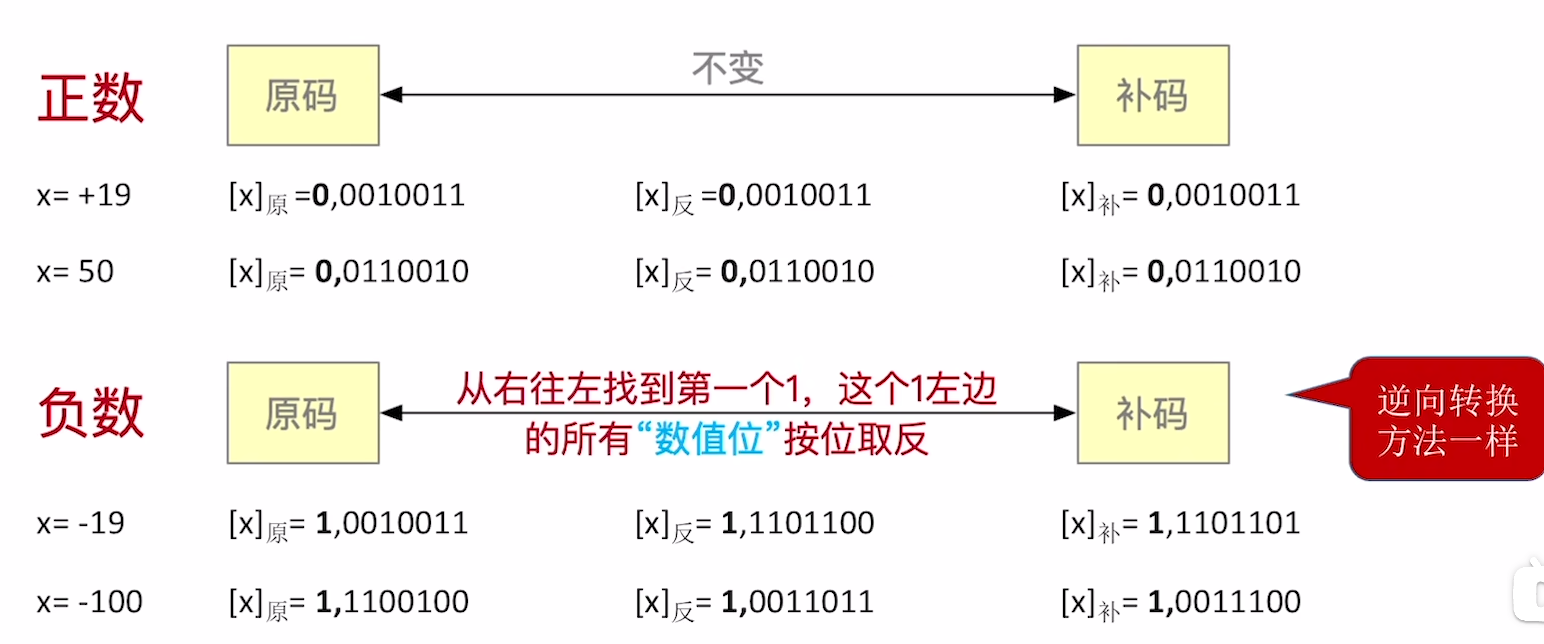 正数 原码 不变 补码
x= +19 [x]原 =0,0010011 [x]反 =0,0010011 [x]补= 0,0010011
x= 50 [x]原= 0,0110010 [x]反= 0,0110010 [x]补= 0,0110010
负数 原码 从右往左找到第一个1，这个1左边
的所有“数值位”按位取反 补码
逆向转换
方法一样
x= -19 [x]原= 1,0010011 [x]反= 1,1101100 [x]补= 1,1101101
x= -100 [x]原= 1,1100100 [x]反= 1,0011011 [x]补= 1,0011100